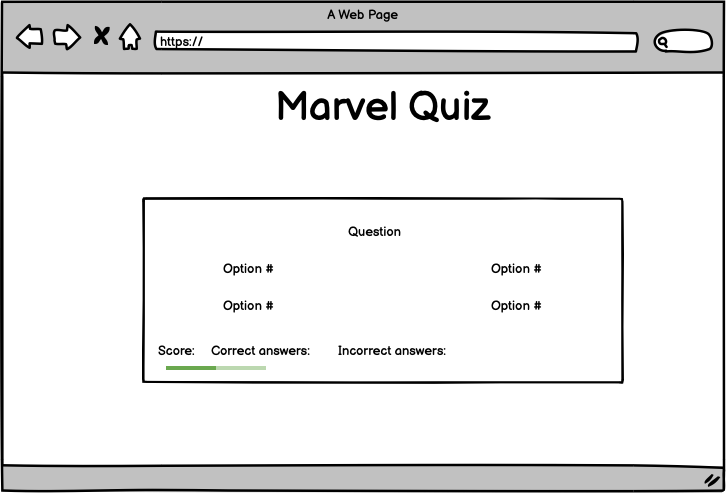 A Web Page
https://
Marvel Quiz
Question
Option # Option #
Option # Option #
Score: Correct answers: Incorrect answers: